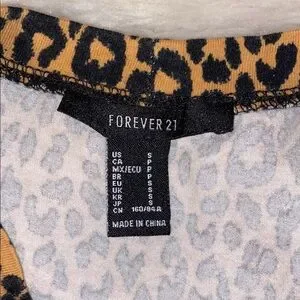 FOREVER 21
US S
CA P
MX/ECU P
BR P
EU S
UK S
KR S
JP S
CN 160/84A
MADE IN CHINA